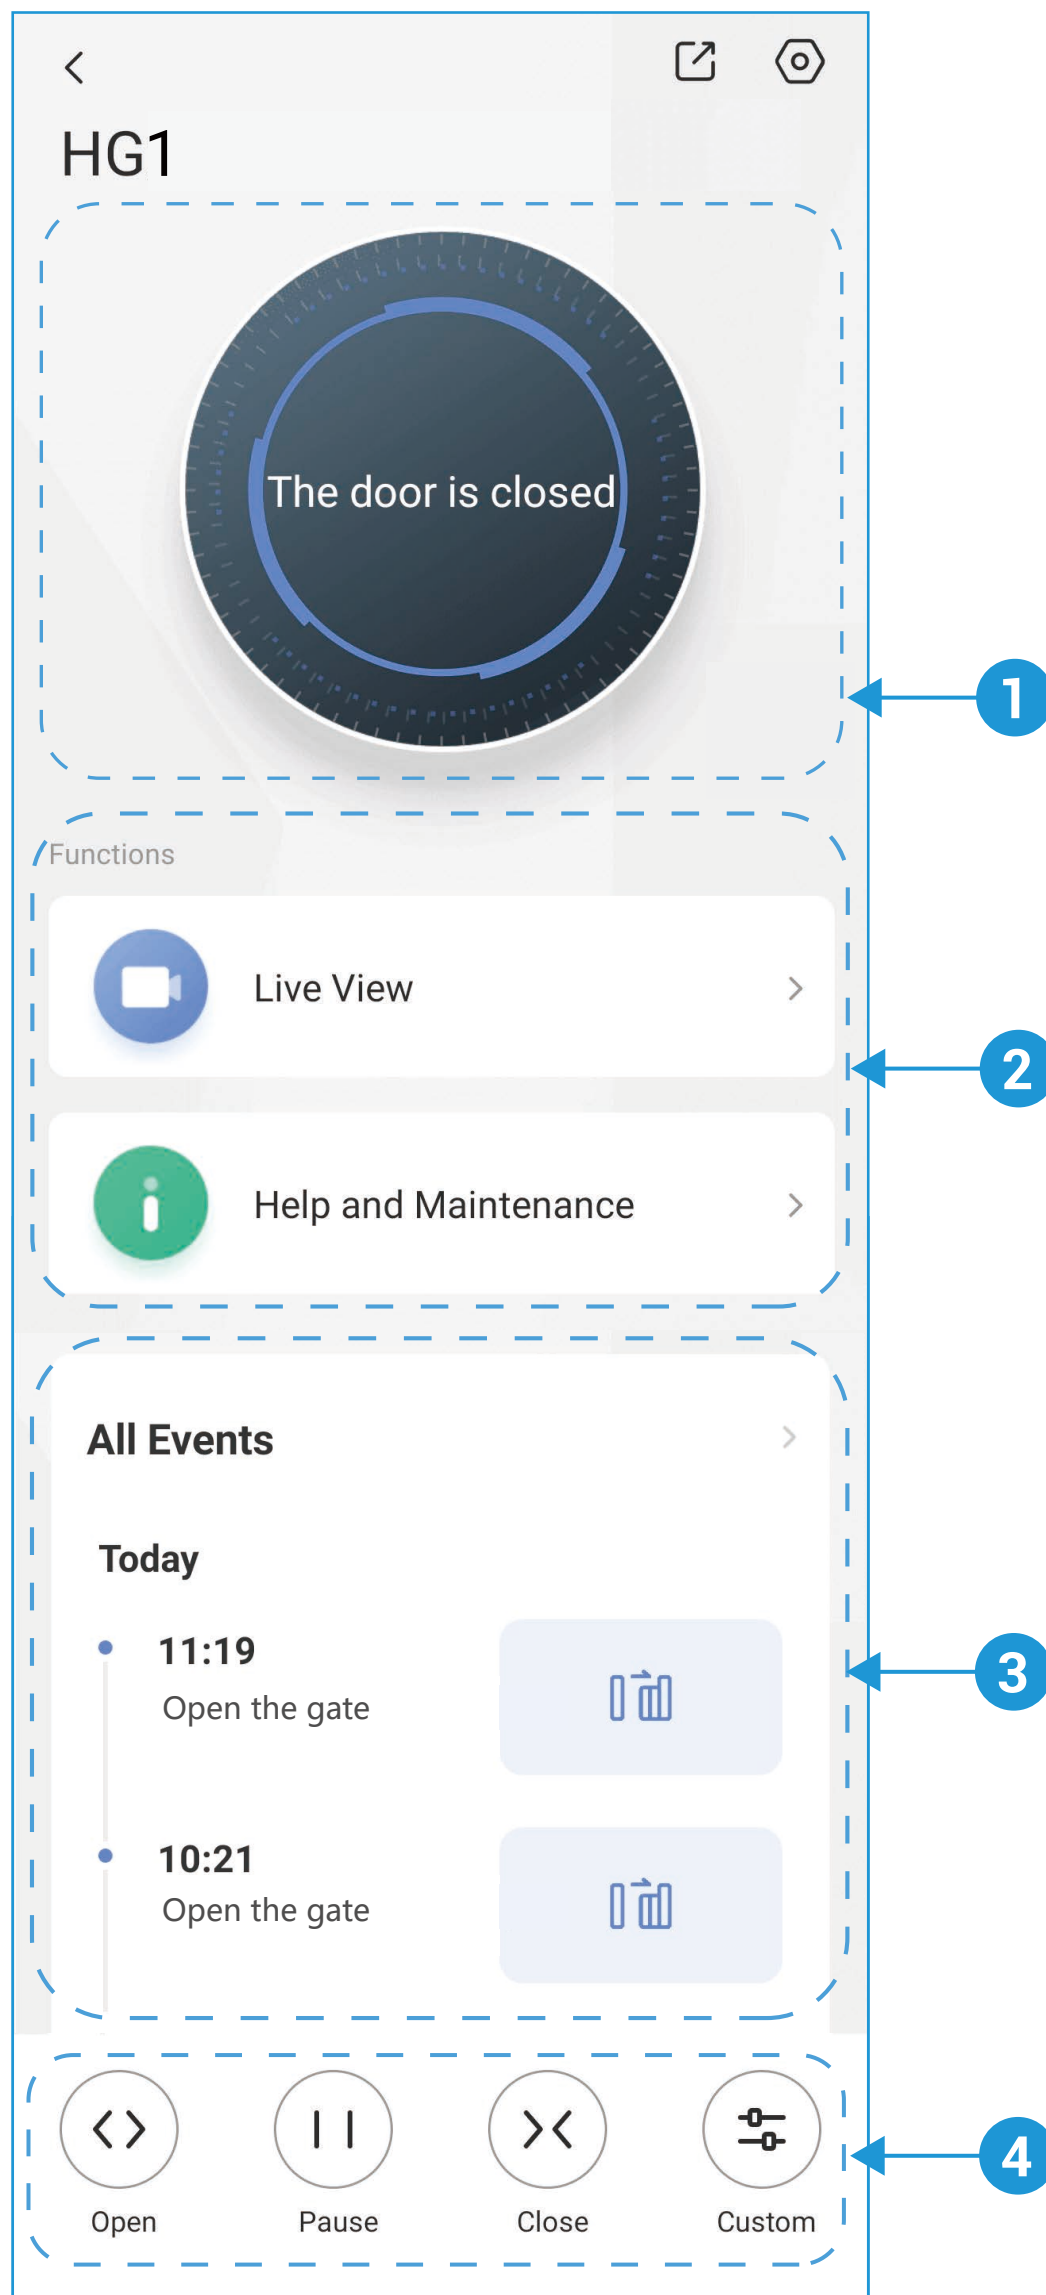 HG1
The door is closed
1
Functions
Live View
2
Help and Maintenance
All Events
Today
11:19
Open the gate
3
10:21
Open the gate
4
Open Pause Close Custom